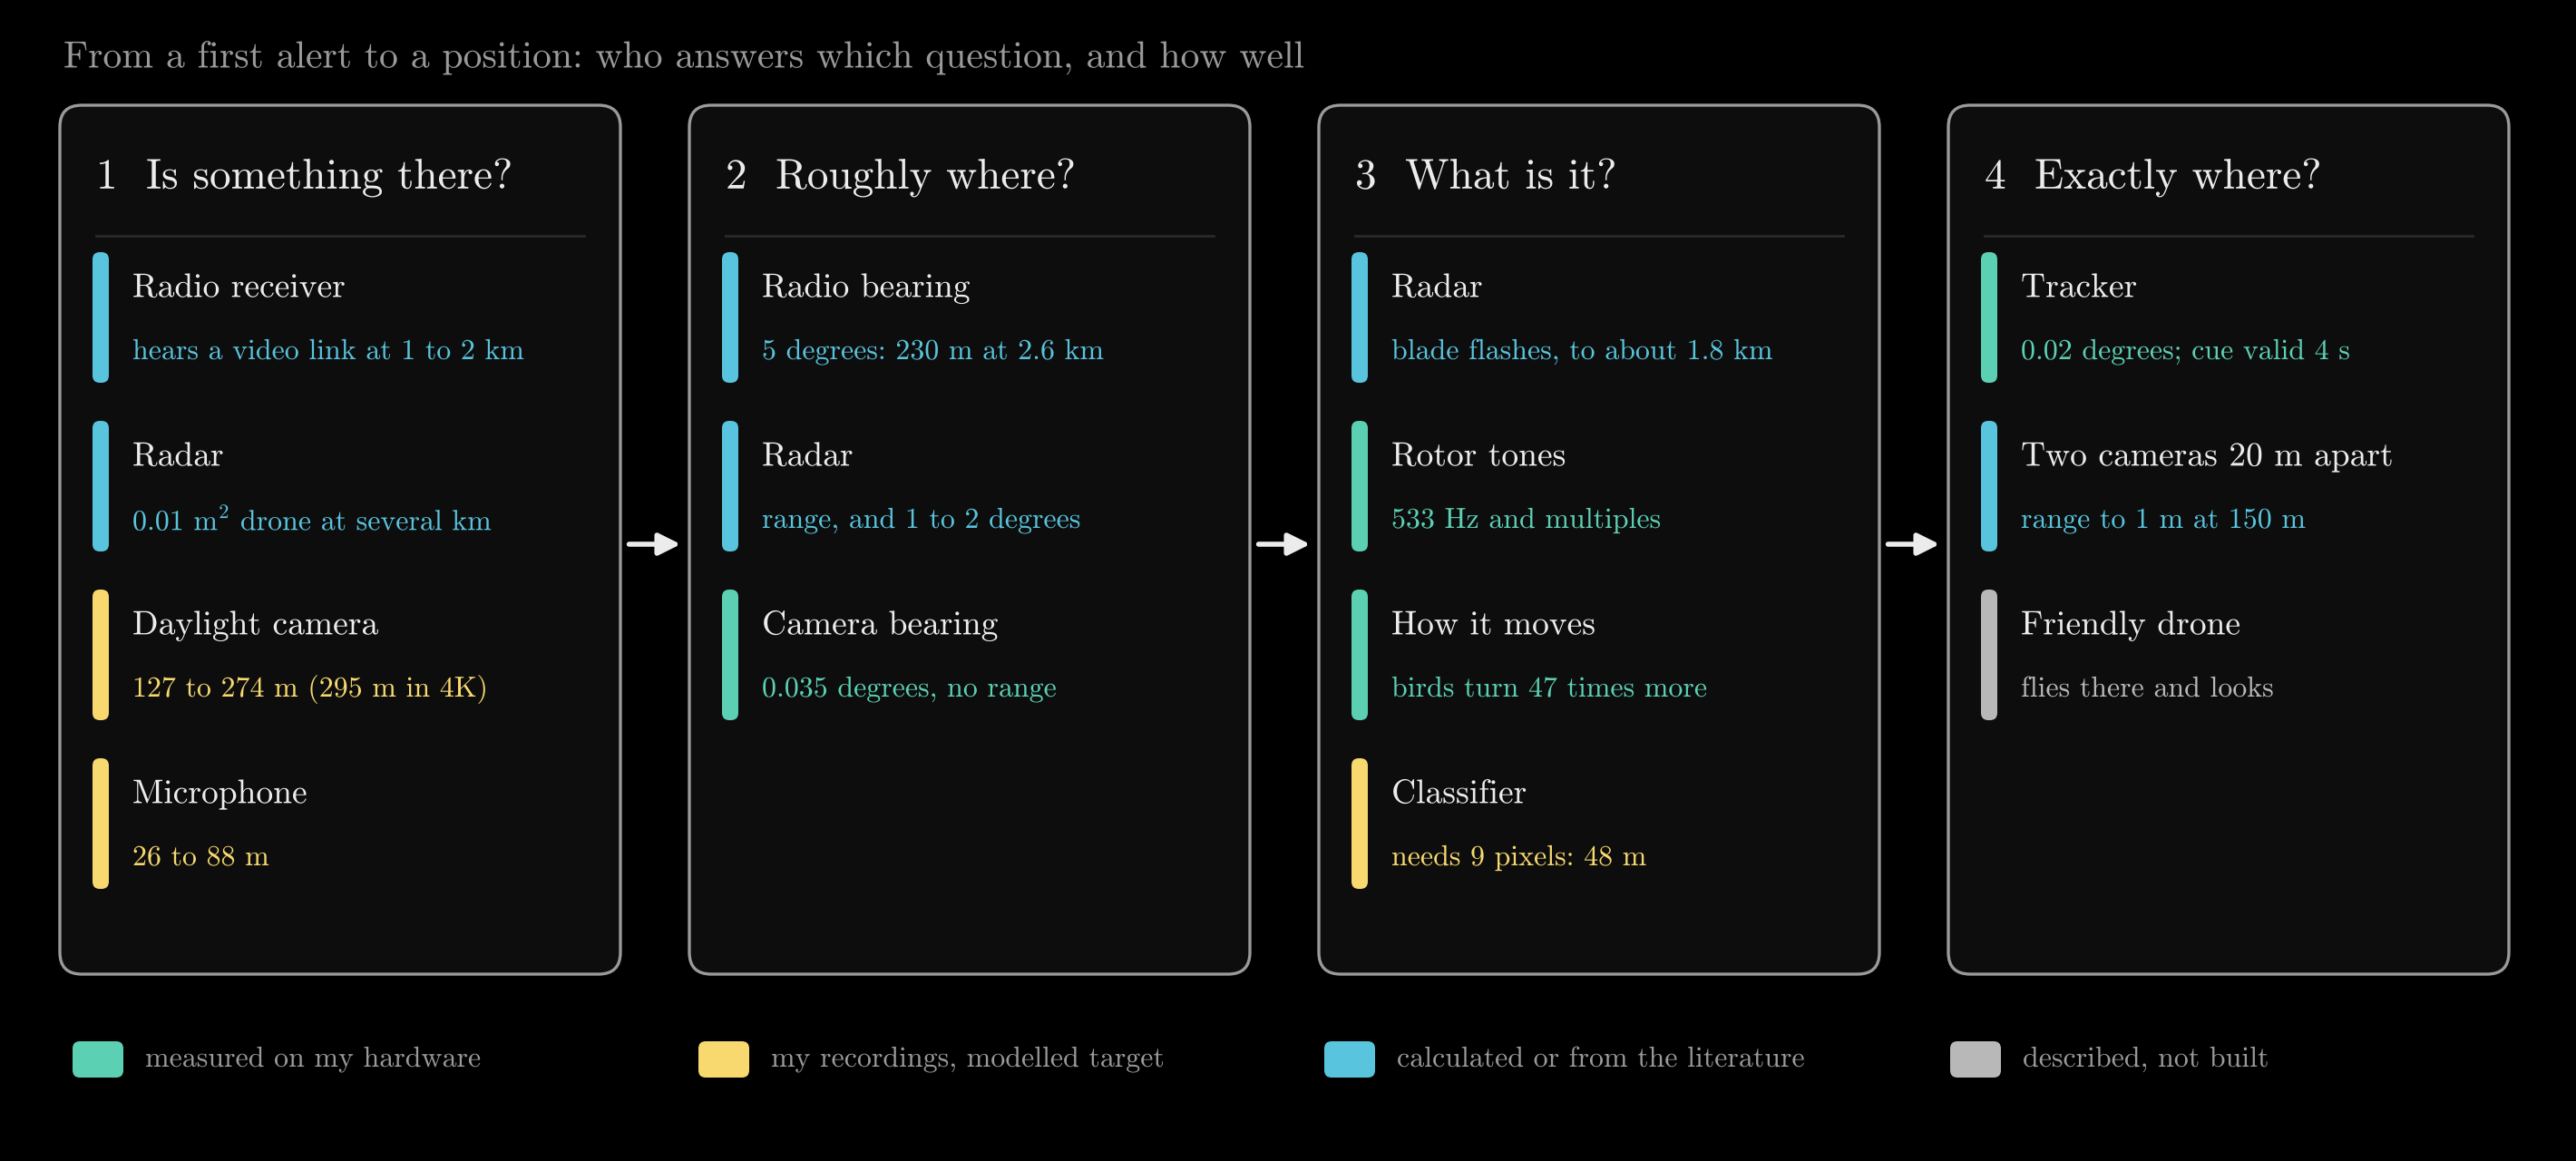 From a first alert to a position: who answers which question, and how well
1 Is something there?
Radio receiver
hears a video link at 1 to 2 km
Radar
0.01 m² drone at several km
Daylight camera
127 to 274 m (295 m in 4K)
Microphone
26 to 88 m
2 Roughly where?
Radio bearing
5 degrees: 230 m at 2.6 km
Radar
range, and 1 to 2 degrees
Camera bearing
0.035 degrees, no range
3 What is it?
Radar
blade flashes, to about 1.8 km
Rotor tones
533 Hz and multiples
How it moves
birds turn 47 times more
Classifier
needs 9 pixels: 48 m
4 Exactly where?
Tracker
0.02 degrees; cue valid 4 s
Two cameras 20 m apart
range to 1 m at 150 m
Friendly drone
flies there and looks
measured on my hardware
my recordings, modelled target
calculated or from the literature
described, not built